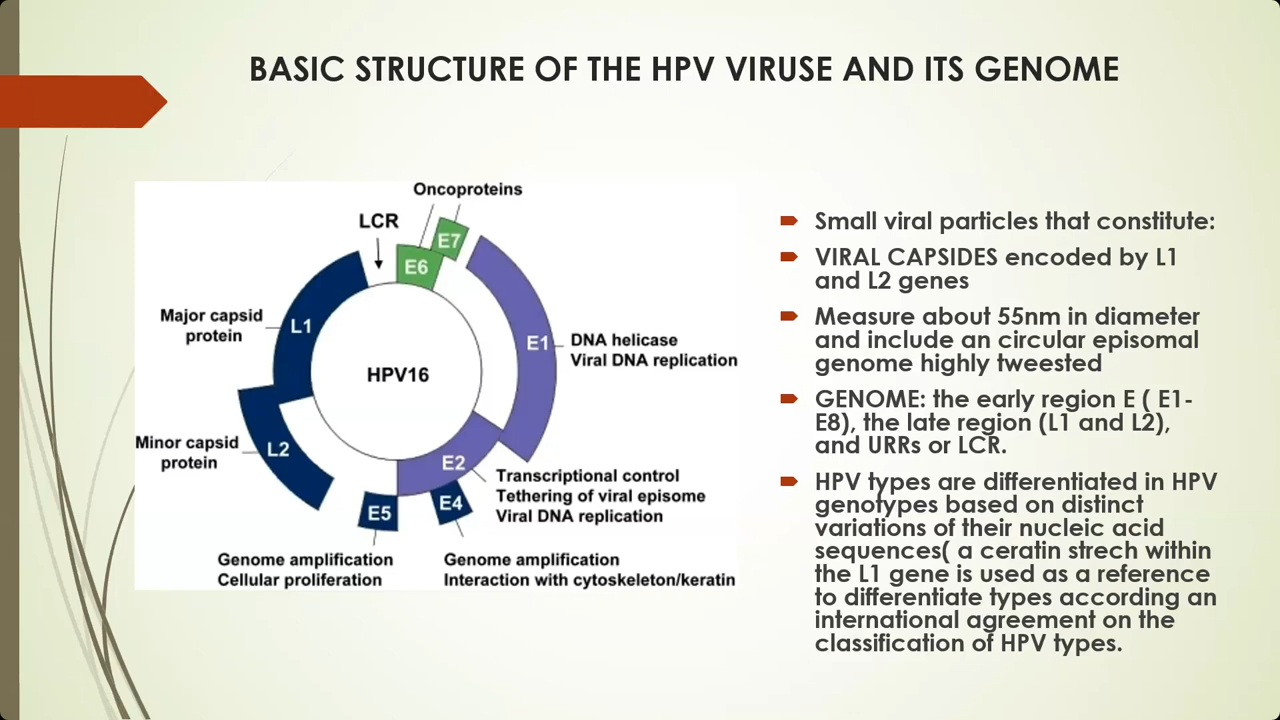 BASIC STRUCTURE OF THE HPV VIRUSE AND ITS GENOME
Oncoproteins
LCR
E7
E6
L1
Major capsid
protein
E1
DNA helicase
Viral DNA replication
HPV16
Minor capsid
protein
L2
E2
Transcriptional control
Tethering of viral episome
Viral DNA replication
E4
E5
Genome amplification
Cellular proliferation
Genome amplification
Interaction with cytoskeleton/keratin
Small viral particles that constitute:
VIRAL CAPSIDES encoded by L1
and L2 genes
Measure about 55nm in diameter
and include an circular episomal
genome highly tweested
GENOME: the early region E ( E1-
E8), the late region (L1 and L2),
and URRs or LCR.
HPV types are differentiated in HPV
genotypes based on distinct
variations of their nucleic acid
sequences( a ceratin strech within
the L1 gene is used as a reference
to differentiate types according an
international agreement on the
classification of HPV types.